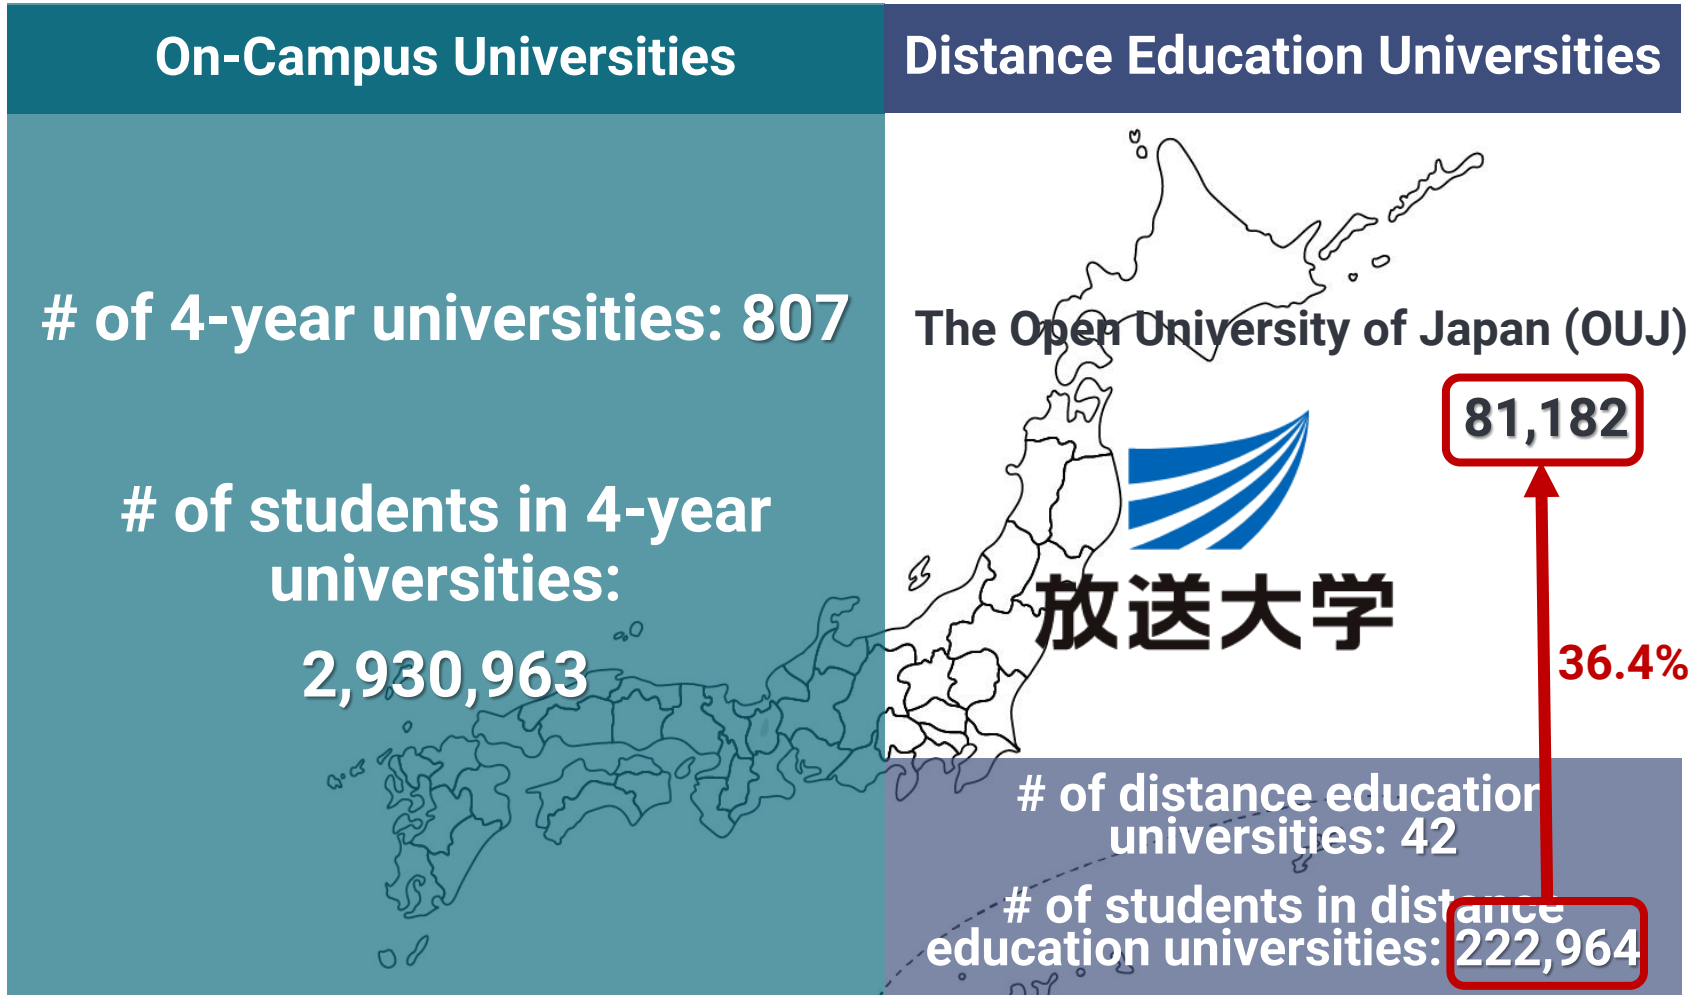 On-Campus Universities
# of 4-year universities: 807
# of students in 4-year
universities:
2,930,963
Distance Education Universities
The Open University of Japan (OUJ)
81,182
放送大学
36.4%
# of distance education
universities: 42
# of students in distance
education universities: 222,964